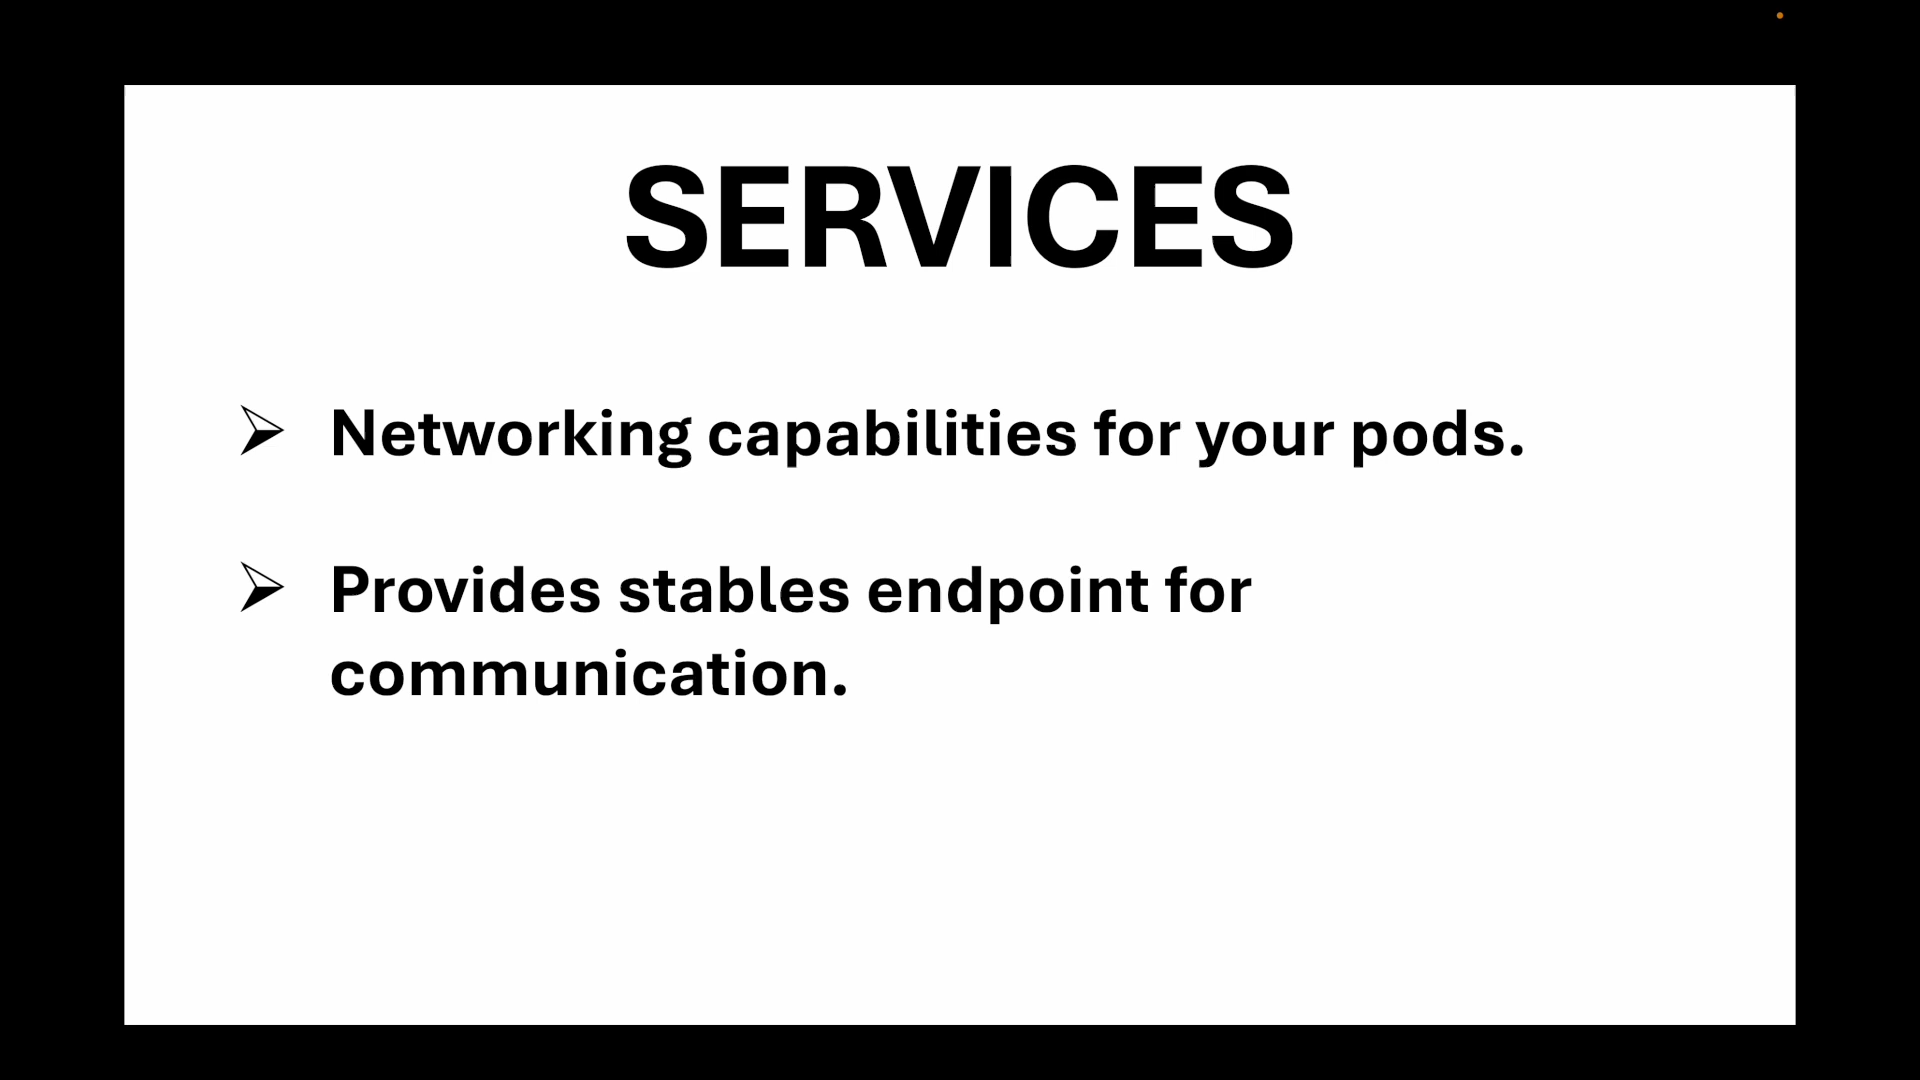 SERVICES
Networking capabilities for your pods.
Provides stables endpoint for
communication.